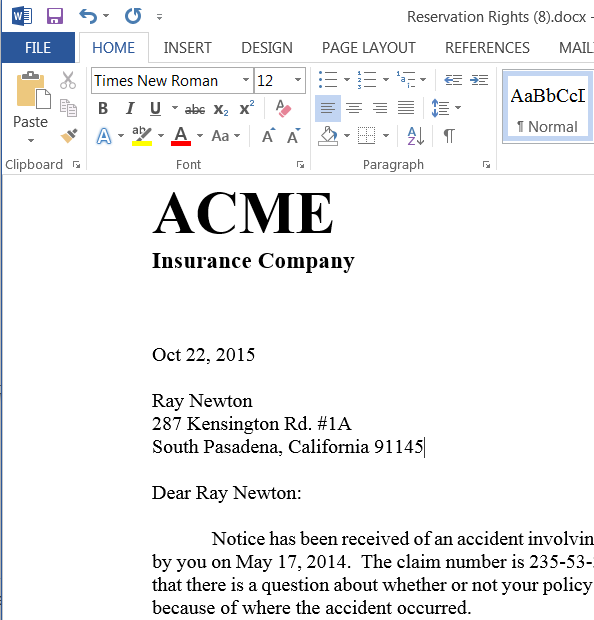 Reservation Rights (8).docx -
FILE HOME INSERT DESIGN PAGE LAYOUT REFERENCES MAIL
Times New Roman 12
Paste
B I U abc X₂ X² AaBbCcI
A ab A Aa A A A Z ¶ ¶ Normal
Clipboard Font Paragraph
ACME
Insurance Company
Oct 22, 2015
Ray Newton
287 Kensington Rd. #1A
South Pasadena, California 91145
Dear Ray Newton:
Notice has been received of an accident involvin
by you on May 17, 2014.  The claim number is 235-53-
that there is a question about whether or not your policy
because of where the accident occurred.